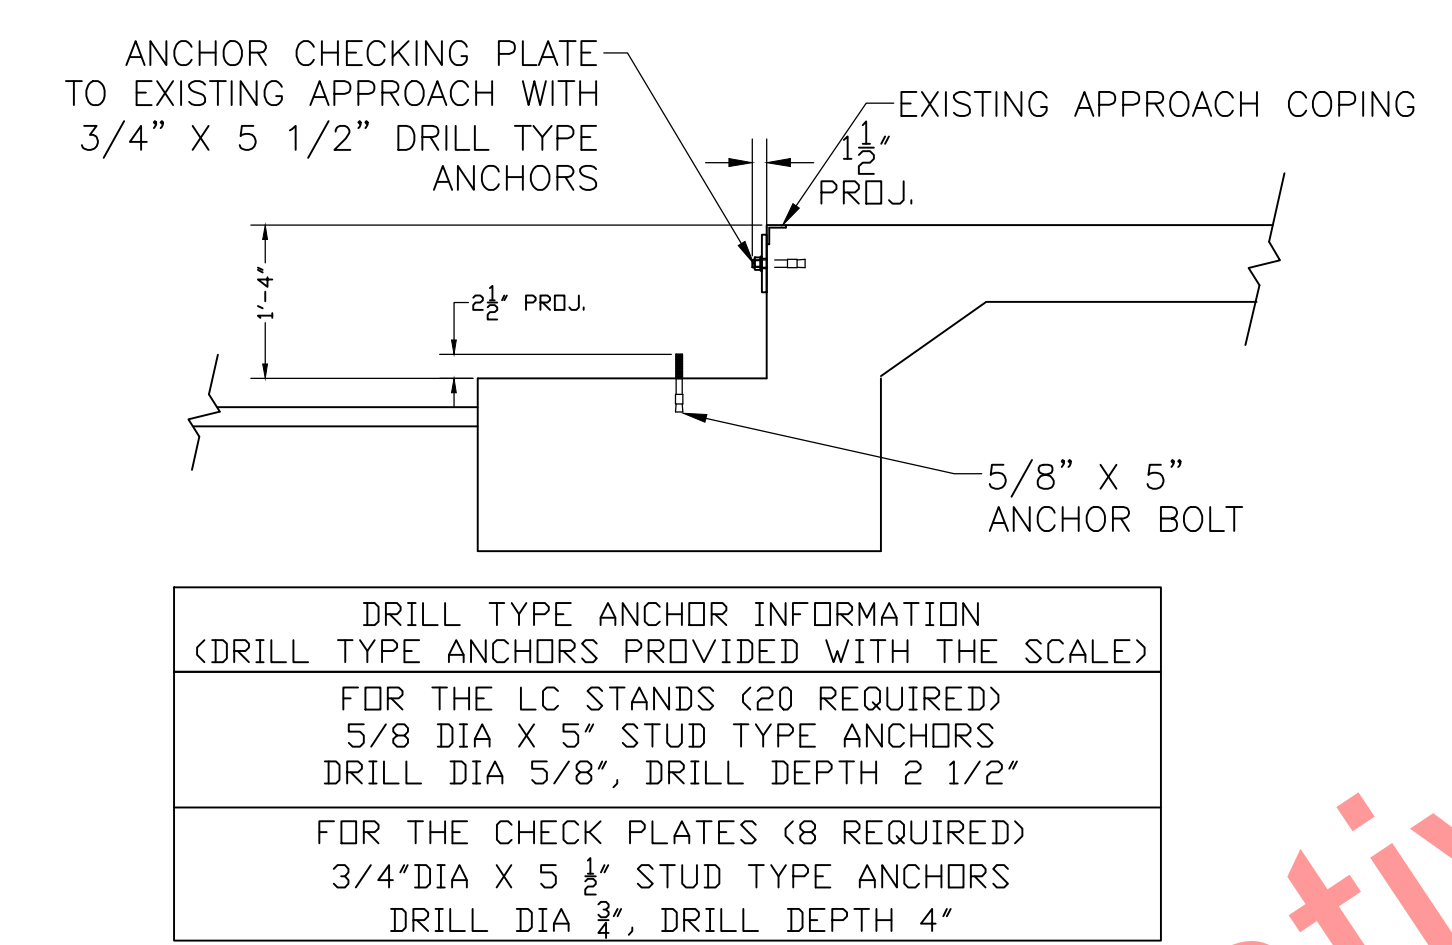 ANCHOR CHECKING PLATE
TO EXISTING APPROACH WITH
3/4” X 5 1/2” DRILL TYPE
ANCHORS
EXISTING APPROACH COPING
1 1/2"
PROJ.
1'-4"
2 1/2" PROJ.
5/8” X 5”
ANCHOR BOLT
DRILL TYPE ANCHOR INFORMATION
(DRILL TYPE ANCHORS PROVIDED WITH THE SCALE)
FOR THE LC STANDS (20 REQUIRED)
5/8 DIA X 5" STUD TYPE ANCHORS
DRILL DIA 5/8", DRILL DEPTH 2 1/2"
FOR THE CHECK PLATES (8 REQUIRED)
3/4"DIA X 5 1/2" STUD TYPE ANCHORS
DRILL DIA 3/4", DRILL DEPTH 4"